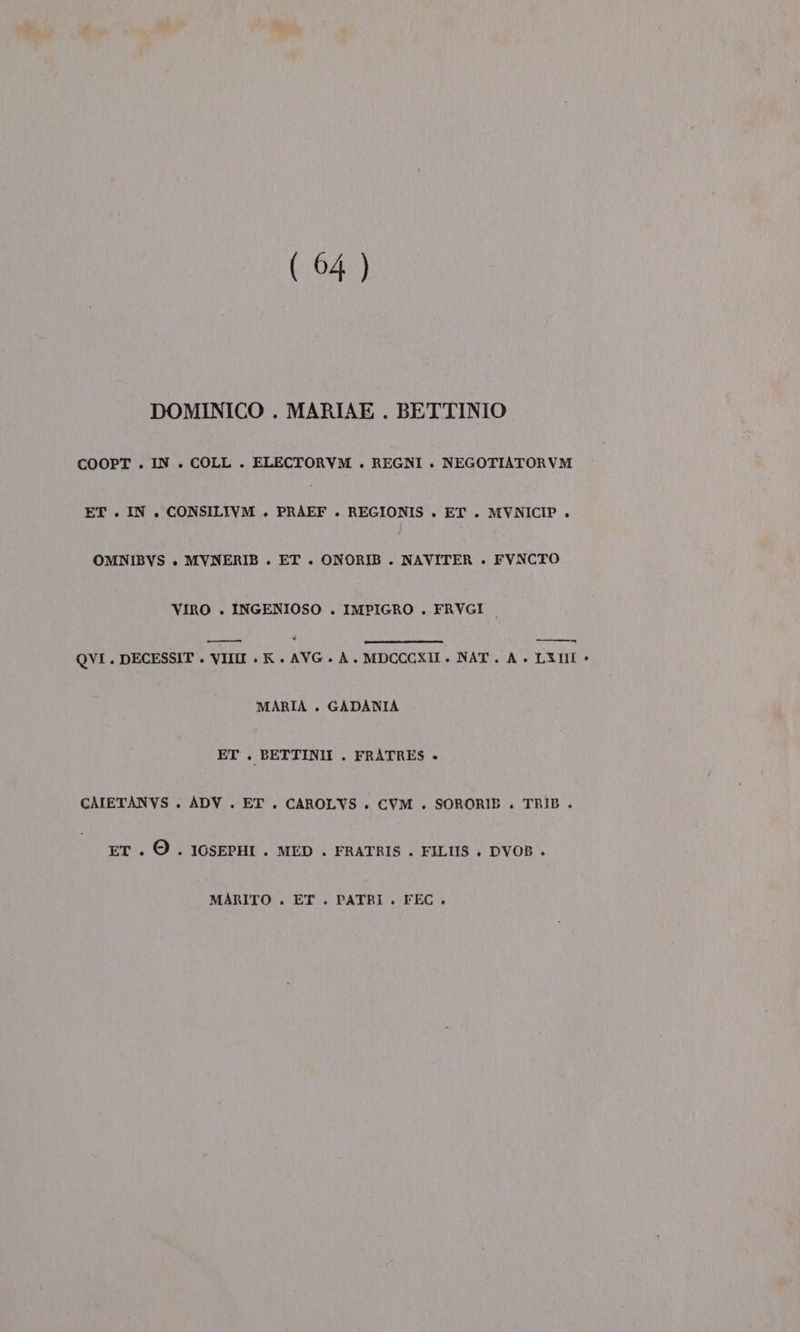 ( 64 )
DOMINICO . MARIAE . BETTINIO
COOPT . IN . COLL . ELECTORVM . REGNI . NEGOTIATORVM
ET . IN . CONSILIVM . PRAEF . REGIONIS . ET . MVNICIP .
OMNIBVS . MVNERIB . ET . ONORIB . NAVITER . FVNCTO
VIRO . INGENIOSO . IMPIGRO . FRVGI
QVI . DECESSIT . VIIII . K . AVG . A . MDCCCXII . NAT . A . LXIII .
MARIA . GADANIA
ET . BETTINII . FRATRES .
CAIETANVS . ADV . ET . CAROLVS . CVM . SORORIB . TRIB .
ET . Θ . IOSEPHI . MED . FRATRIS . FILIIS . DVOB .
MARITO . ET . PATRI . FEC .